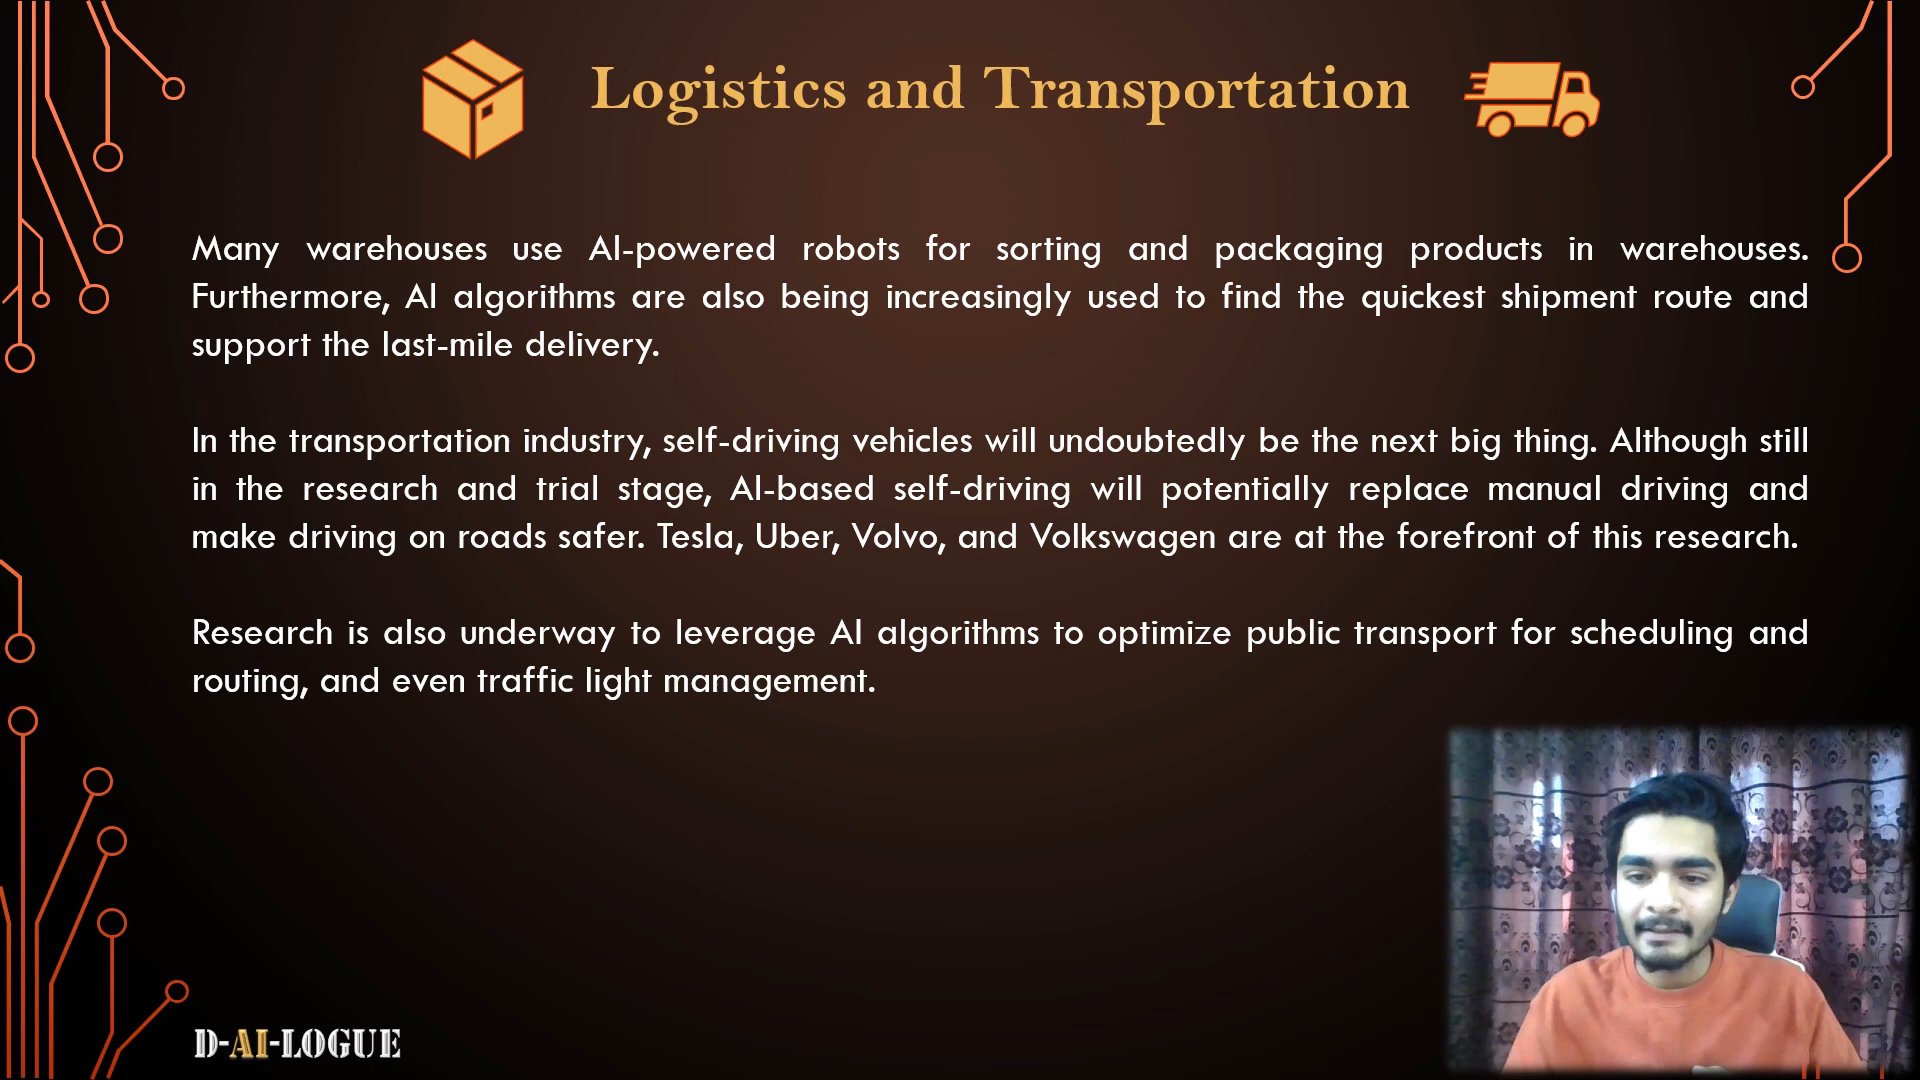 Logistics and Transportation
Many warehouses use AI-powered robots for sorting and packaging products in warehouses.
Furthermore, AI algorithms are also being increasingly used to find the quickest shipment route and
support the last-mile delivery.
In the transportation industry, self-driving vehicles will undoubtedly be the next big thing. Although still
in the research and trial stage, AI-based self-driving will potentially replace manual driving and
make driving on roads safer. Tesla, Uber, Volvo, and Volkswagen are at the forefront of this research.
Research is also underway to leverage AI algorithms to optimize public transport for scheduling and
routing, and even traffic light management.
D-AI-LOGUE